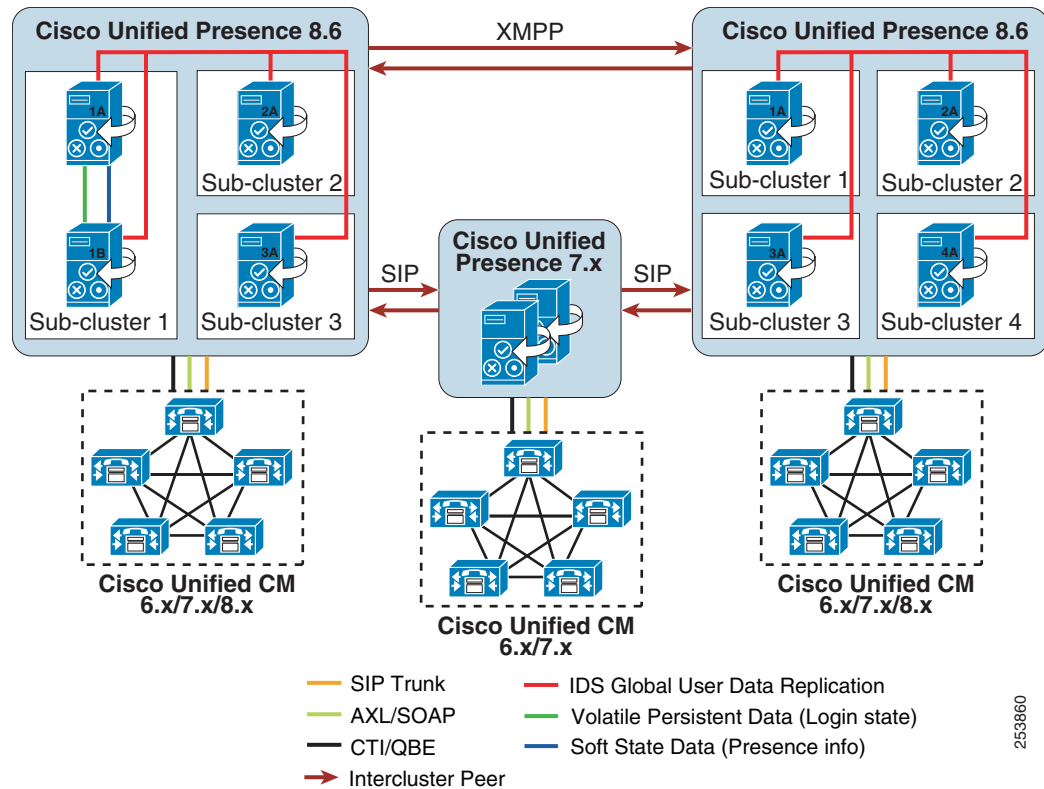 Cisco Unified Presence 8.6
1A
2A
Sub-cluster 2
1B
3A
Sub-cluster 1
Sub-cluster 3
XMPP
Cisco Unified Presence 8.6
1A
2A
Sub-cluster 1
Sub-cluster 2
3A
4A
Sub-cluster 3
Sub-cluster 4
SIP
Cisco Unified
Presence 7.x
SIP
Cisco Unified CM
6.x/7.x/8.x
Cisco Unified CM
6.x/7.x
Cisco Unified CM
6.x/7.x/8.x
SIP Trunk
AXL/SOAP
CTI/QBE
Intercluster Peer
IDS Global User Data Replication
Volatile Persistent Data (Login state)
Soft State Data (Presence info)
253860